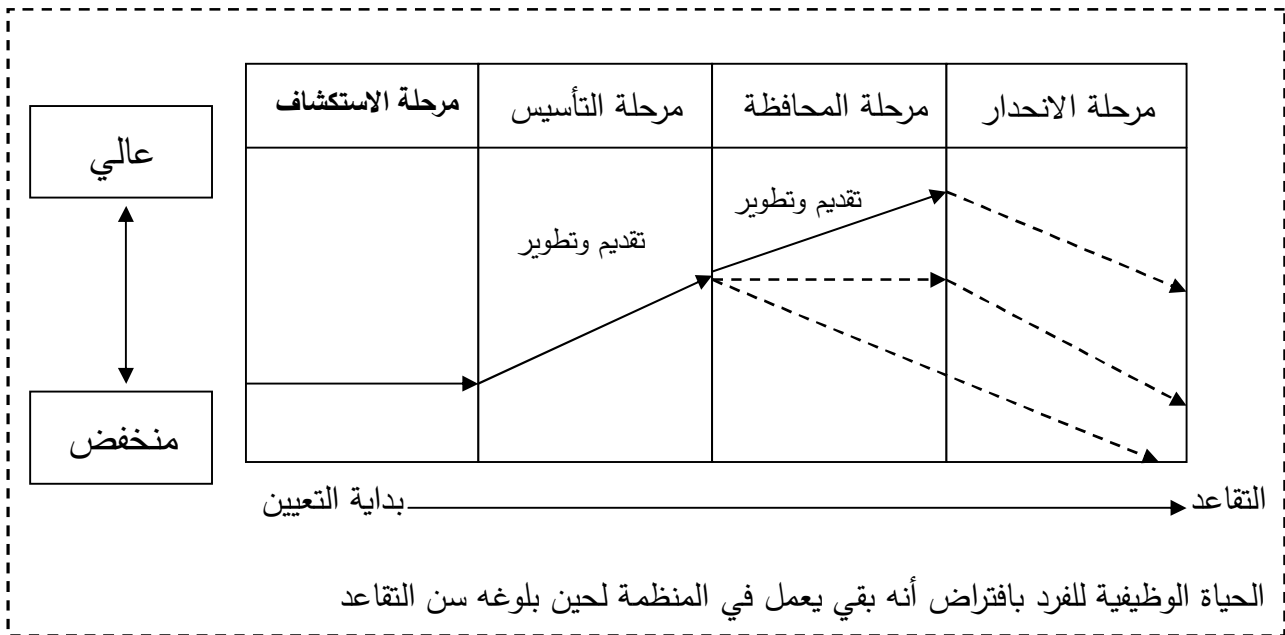 مرحلة الاستكشاف
مرحلة التأسيس
مرحلة المحافظة
مرحلة الانحدار
عالي
تقديم وتطوير
تقديم وتطوير
منخفض
بداية التعيين
التقاعد
الحياة الوظيفية للفرد بافتراض أنه بقي يعمل في المنظمة لحين بلوغه سن التقاعد